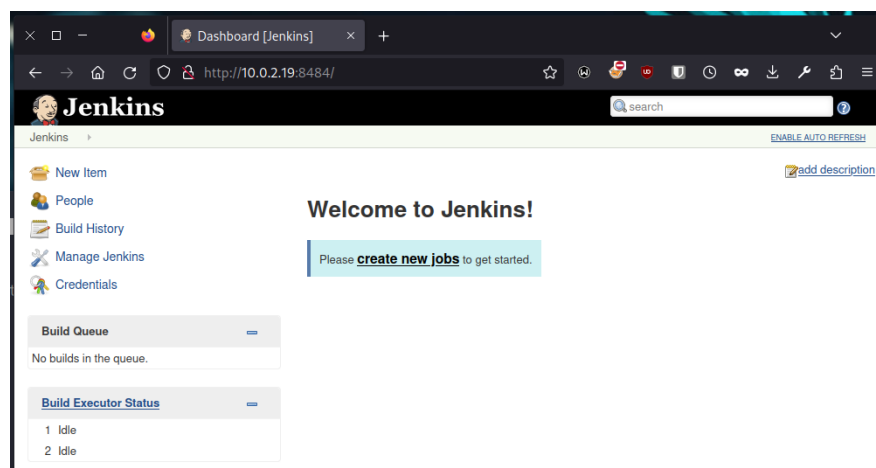 Dashboard [Jenkins]
http://10.0.2.19:8484/
Jenkins
search
Jenkins
ENABLE AUTO REFRESH
New Item
add description
People
Build History
Manage Jenkins
Credentials
Welcome to Jenkins!
Please create new jobs to get started.
Build Queue
No builds in the queue.
Build Executor Status
1 Idle
2 Idle